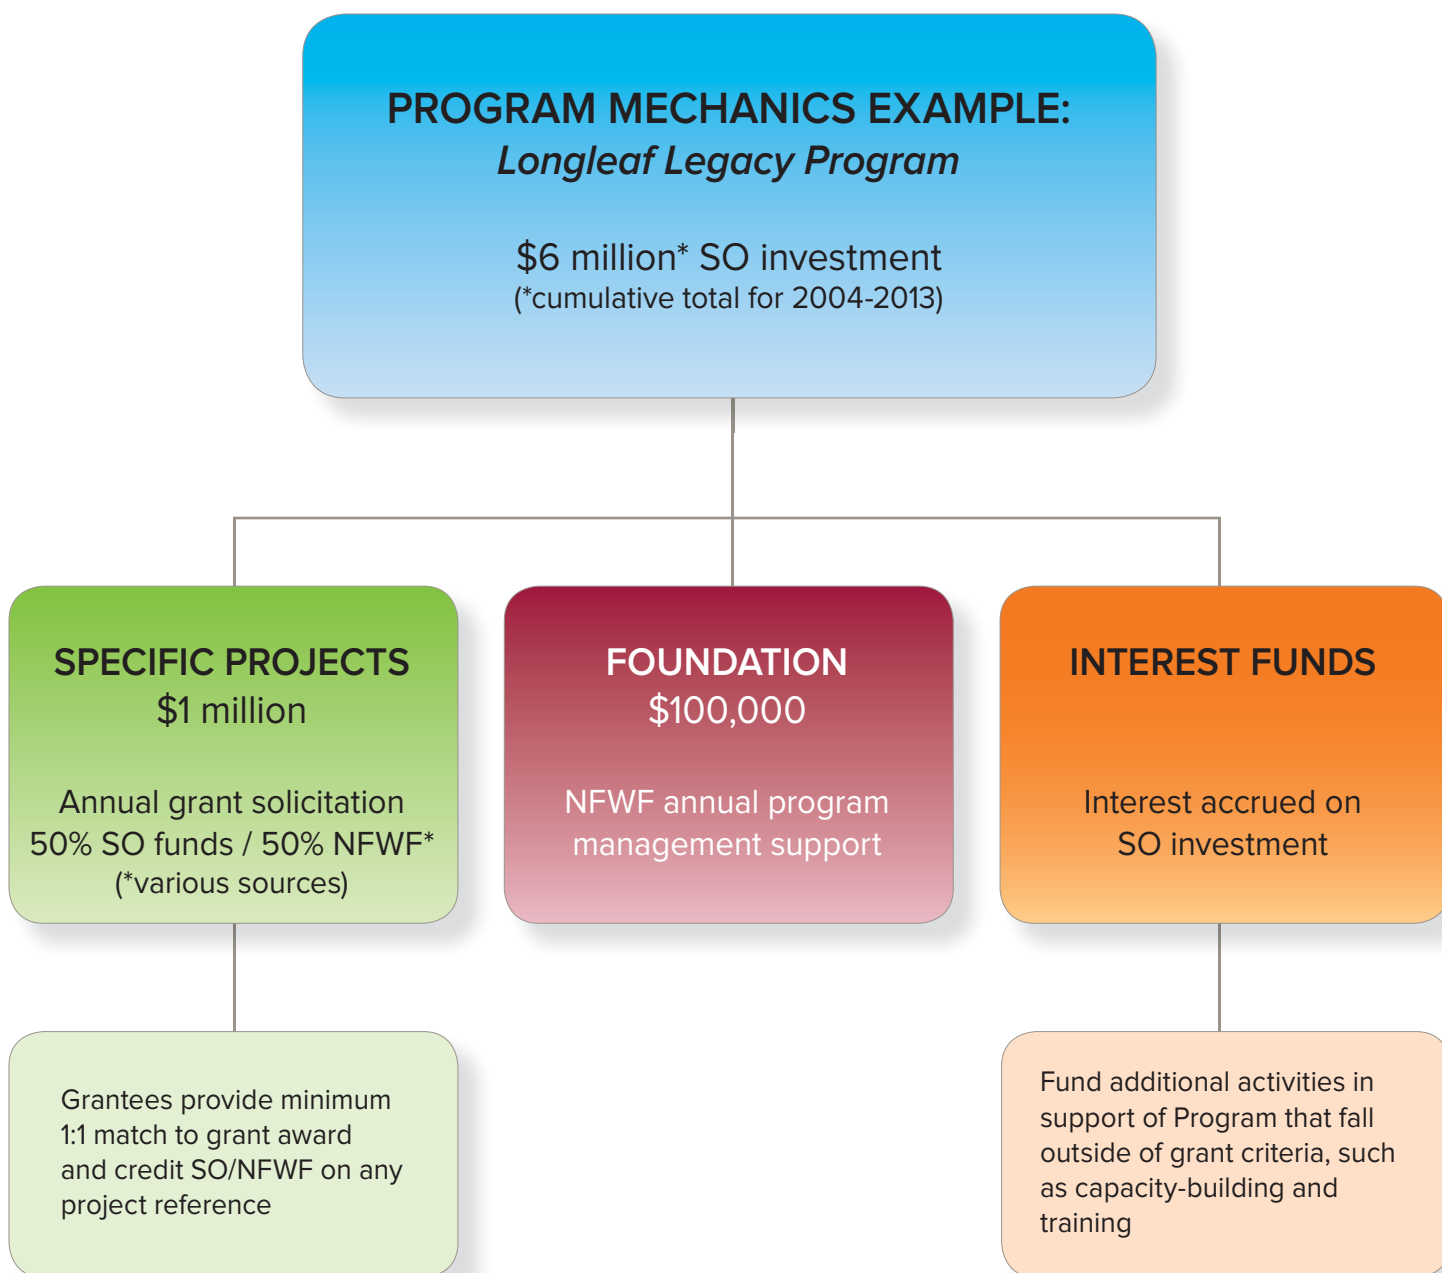 PROGRAM MECHANICS EXAMPLE:
Longleaf Legacy Program
$6 million* SO investment
(*cumulative total for 2004-2013)
SPECIFIC PROJECTS
$1 million
Annual grant solicitation
50% SO funds / 50% NFWF*
(*various sources)
FOUNDATION
$100,000
NFWF annual program
management support
INTEREST FUNDS
Interest accrued on
SO investment
Grantees provide minimum
1:1 match to grant award
and credit SO/NFWF on any
project reference
Fund additional activities in
support of Program that fall
outside of grant criteria, such
as capacity-building and
training